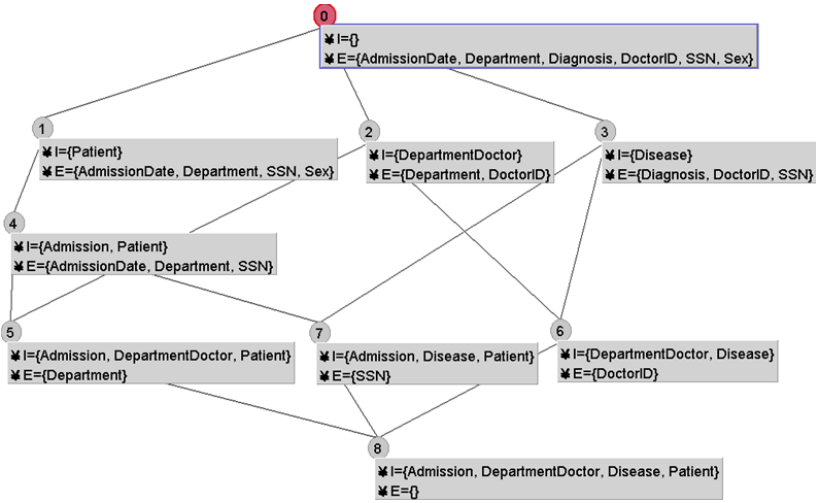 0
¥ I={}
¥ E={AdmissionDate, Department, Diagnosis, DoctorID, SSN, Sex}
1
¥ I={Patient}
¥ E={AdmissionDate, Department, SSN, Sex}
2
¥ I={DepartmentDoctor}
¥ E={Department, DoctorID}
3
¥ I={Disease}
¥ E={Diagnosis, DoctorID, SSN}
4
¥ I={Admission, Patient}
¥ E={AdmissionDate, Department, SSN}
5
¥ I={Admission, DepartmentDoctor, Patient}
¥ E={Department}
7
¥ I={Admission, Disease, Patient}
¥ E={SSN}
6
¥ I={DepartmentDoctor, Disease}
¥ E={DoctorID}
8
¥ I={Admission, DepartmentDoctor, Disease, Patient}
¥ E={}